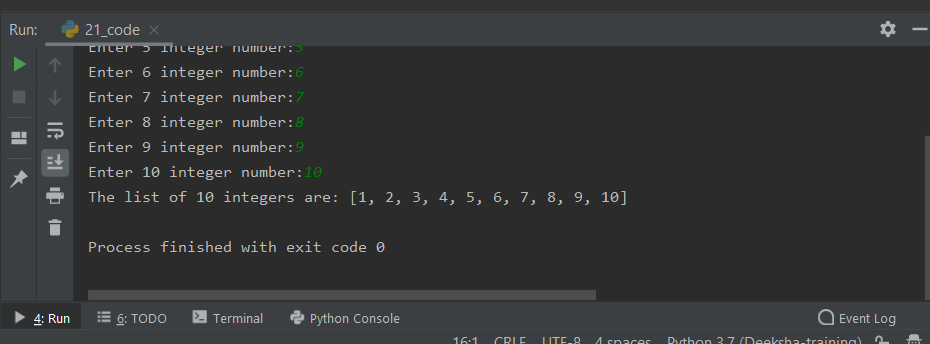 Run: 21_code
Enter 5 integer number:5
Enter 6 integer number:6
Enter 7 integer number:7
Enter 8 integer number:8
Enter 9 integer number:9
Enter 10 integer number:10
The list of 10 integers are: [1, 2, 3, 4, 5, 6, 7, 8, 9, 10]
Process finished with exit code 0
4: Run 6: TODO Terminal Python Console Event Log
16:1 CRLF UTF-8 4 spaces Python 3.7 (Deeksha-training)